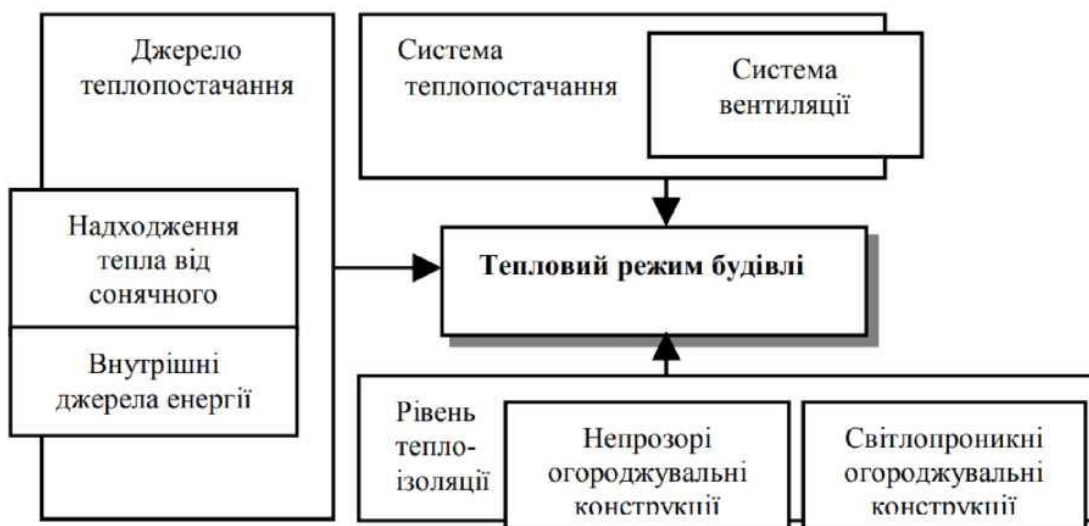 Джерело
теплопостачання
Надходження
тепла від
сонячного
Внутрішні
джерела енергії
Система
теплопостачання
Система
вентиляції
Тепловий режим будівлі
Рівень
тепло-
ізоляції
Непрозорі
огороджувальні
конструкції
Світлопроникні
огороджувальні
конструкції